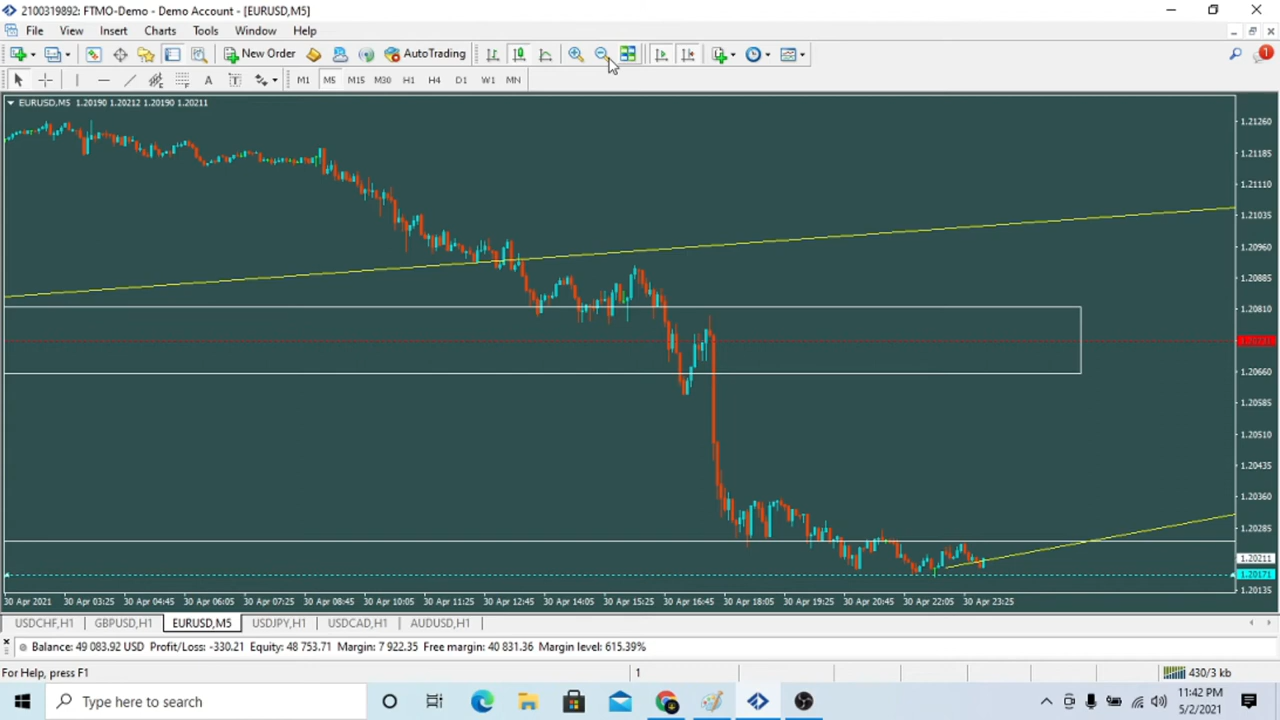 2100319892: FTMO-Demo - Demo Account - [EURUSD,M5]
File View Insert Charts Tools Window Help
New Order AutoTrading 1
A T M1 M5 M15 M30 H1 H4 D1 W1 MN
EURUSD,M5 1.20190 1.20212 1.20190 1.20211
1.21260
1.21185
1.21110
1.21035
1.20960
1.20885
1.20810
1.20660
1.20585
1.20510
1.20435
1.20360
1.20285
1.20211
1.20171
1.20135
30 Apr 2021 30 Apr 03:25 30 Apr 04:45 30 Apr 06:05 30 Apr 07:25 30 Apr 08:45 30 Apr 10:05 30 Apr 11:25 30 Apr 12:45 30 Apr 14:05 30 Apr 15:25 30 Apr 16:45 30 Apr 18:05 30 Apr 19:25 30 Apr 20:45 30 Apr 22:05 30 Apr 23:25
USDCHF,H1 GBPUSD,H1 EURUSD,M5 USDJPY,H1 USDCAD,H1 AUDUSD,H1
Balance: 49 083.92 USD Profit/Loss: -330.21 Equity: 48 753.71 Margin: 7 922.35 Free margin: 40 831.36 Margin level: 615.39%
For Help, press F1 1 430/3 kb
Type here to search
11:42 PM
5/2/2021